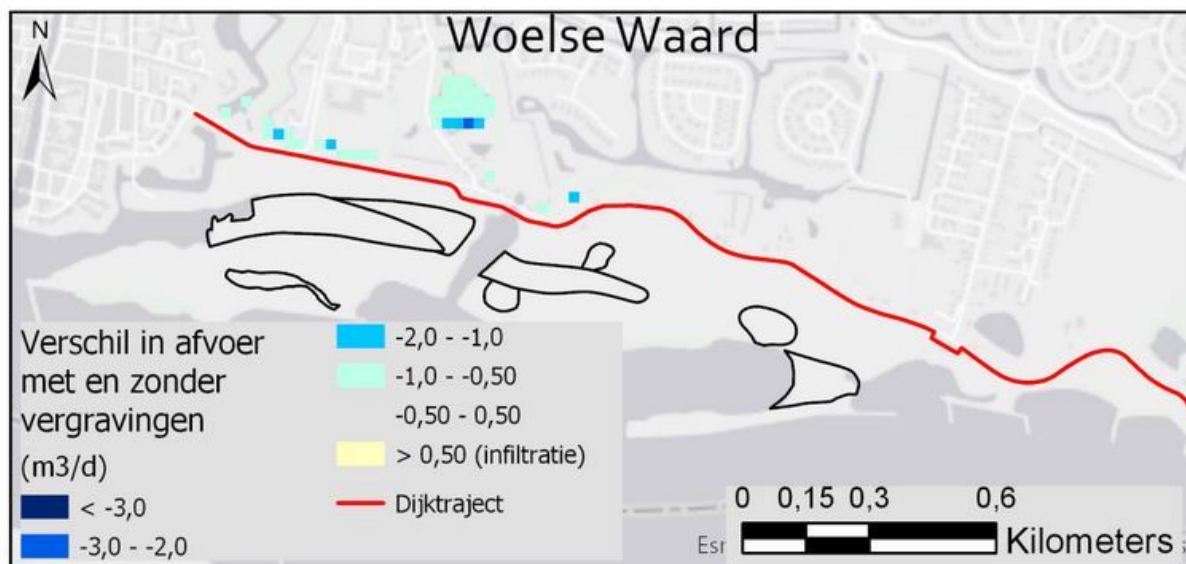 Woelse Waard
N
Verschil in afvoer
met en zonder
vergravingen
(m3/d)
< -3,0
-3,0 - -2,0
-2,0 - -1,0
-1,0 - -0,50
-0,50 - 0,50
> 0,50 (infiltratie)
Dijktraject
0 0,15 0,3 0,6
Kilometers